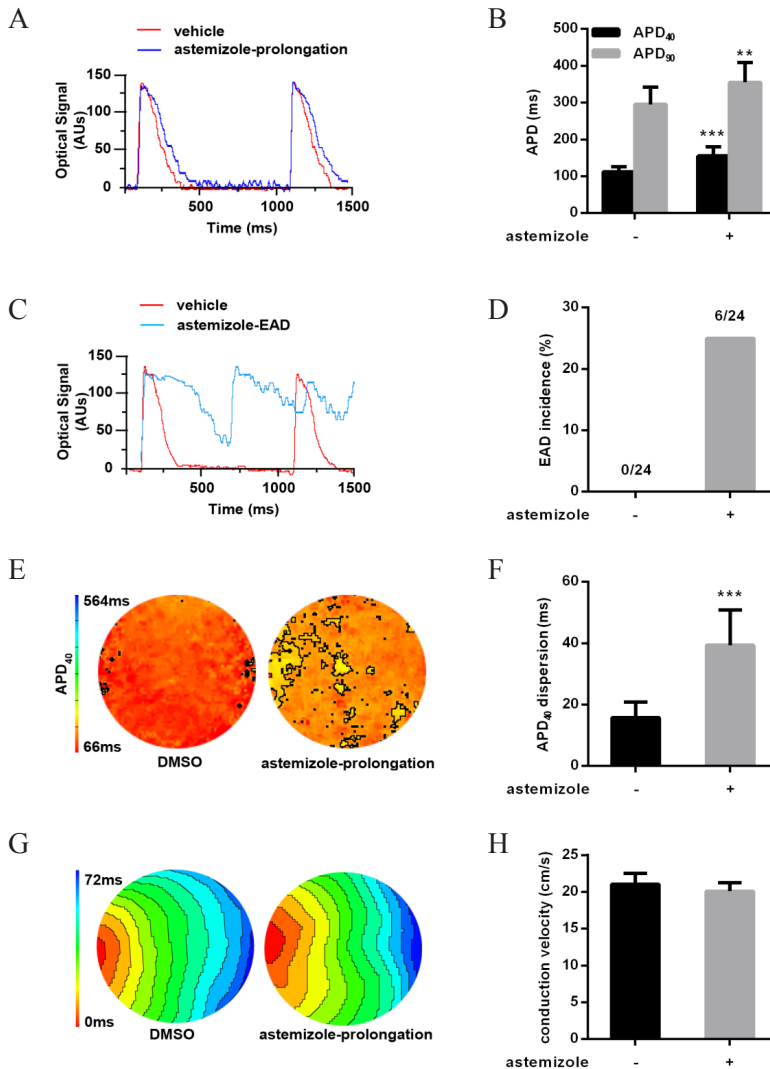 A
vehicle
astemizole-prolongation
150
100
50
0
Optical Signal
(AUs)
500
1000
1500
Time (ms)
B
APD40
APD90
500
400
300
200
100
0
APD (ms)
***
**
astemizole
-
+
C
vehicle
astemizole-EAD
150
100
50
0
Optical Signal
(AUs)
500
1000
1500
Time (ms)
D
30
20
10
0
EAD incidence (%)
0/24
6/24
astemizole
-
+
E
564ms
APD40
66ms
DMSO
astemizole-prolongation
F
60
40
20
0
APD40 dispersion (ms)
***
astemizole
-
+
G
72ms
0ms
DMSO
astemizole-prolongation
H
25
20
15
10
5
0
conduction velocity (cm/s)
astemizole
-
+